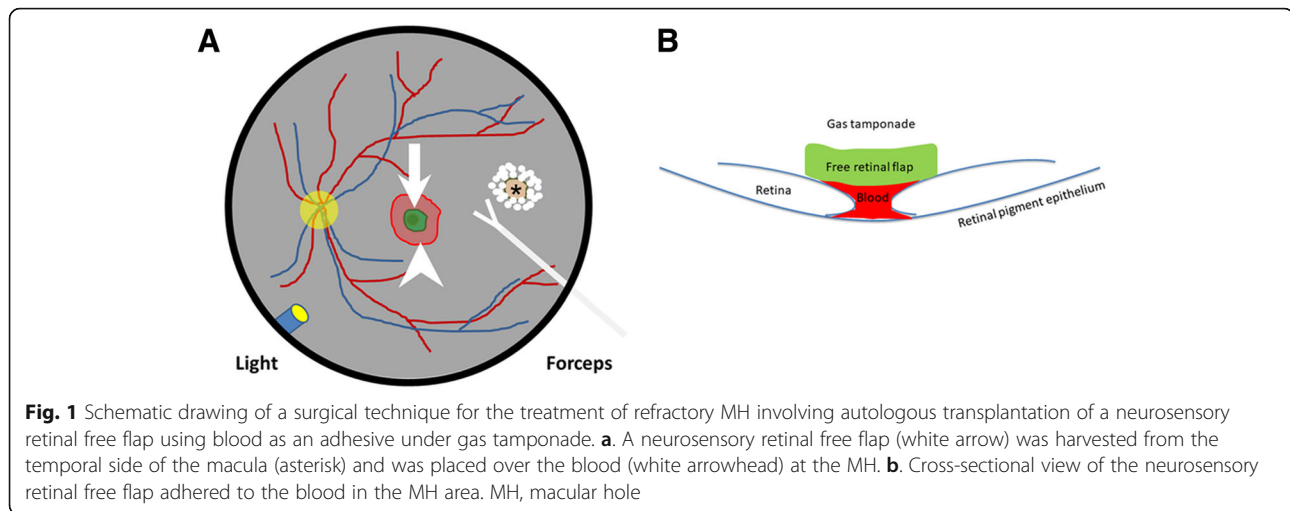 A
B
Gas tamponade
Free retinal flap
Retina
Blood
Retinal pigment epithelium
*
Light
Forceps
Fig. 1 Schematic drawing of a surgical technique for the treatment of refractory MH involving autologous transplantation of a neurosensory
retinal free flap using blood as an adhesive under gas tamponade. a. A neurosensory retinal free flap (white arrow) was harvested from the
temporal side of the macula (asterisk) and was placed over the blood (white arrowhead) at the MH. b. Cross-sectional view of the neurosensory
retinal free flap adhered to the blood in the MH area. MH, macular hole